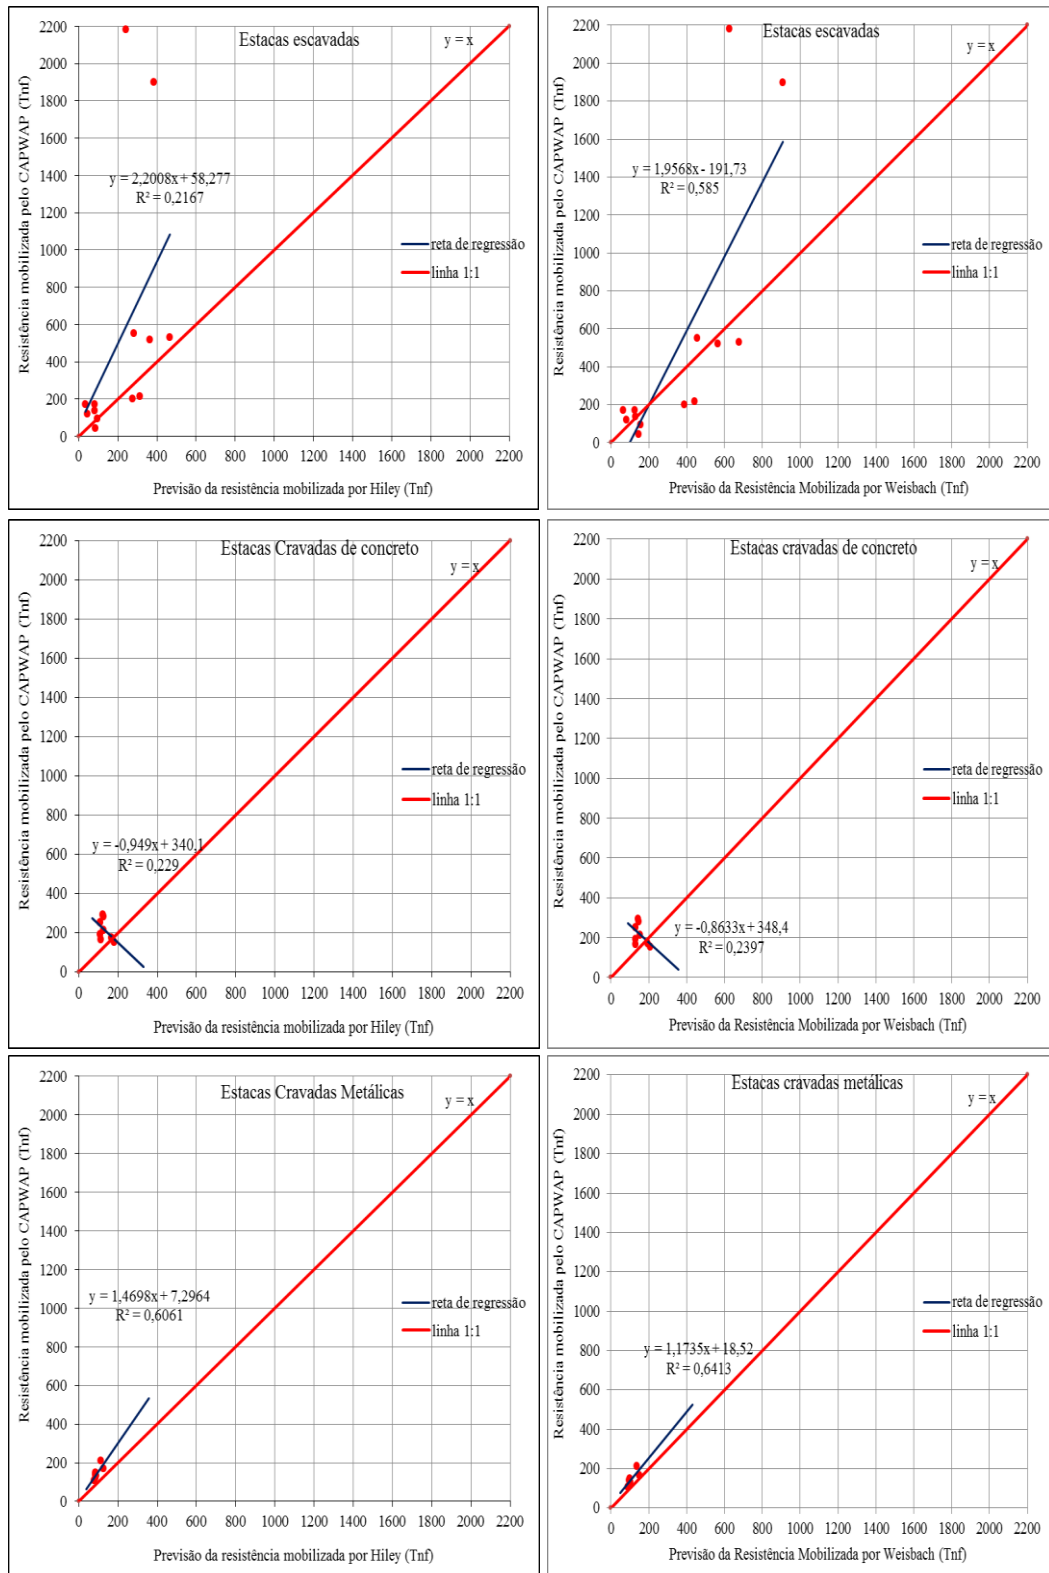 Estacas escavadas
y = x
Resistência mobilizada pelo CAPWAP (Tnf)
2200
2000
1800
1600
1400
1200
1000
800
600
400
200
0
y = 2,2008x + 58,277
R² = 0,2167
reta de regressão
linha 1:1
0 200 400 600 800 1000 1200 1400 1600 1800 2000 2200
Previsão da resistência mobilizada por Hiley (Tnf)
Estacas escavadas
y = x
Resistência mobilizada pelo CAPWAP (Tnf)
2200
2000
1800
1600
1400
1200
1000
800
600
400
200
0
y = 1,9568x - 191,73
R² = 0,585
reta de regressão
linha 1:1
0 200 400 600 800 1000 1200 1400 1600 1800 2000 2200
Previsão da Resistência Mobilizada por Weisbach (Tnf)
Estacas Cravadas de concreto
y = x
Resistência mobilizada pelo CAPWAP (Tnf)
2200
2000
1800
1600
1400
1200
1000
800
600
400
200
0
y = -0,949x + 340,1
R² = 0,229
reta de regressão
linha 1:1
0 200 400 600 800 1000 1200 1400 1600 1800 2000 2200
Previsão da resistência mobilizada por Hiley (Tnf)
Estacas cravadas de concreto
y = x
Resistência mobilizada pelo CAPWAP (Tnf)
2200
2000
1800
1600
1400
1200
1000
800
600
400
200
0
y = -0,8633x + 348,4
R² = 0,2397
reta de regressão
linha 1:1
0 200 400 600 800 1000 1200 1400 1600 1800 2000 2200
Previsão da Resistência Mobilizada por Weisbach (Tnf)
Estacas Cravadas Metálicas
y = x
Resistência mobilizada pelo CAPWAP (Tnf)
2200
2000
1800
1600
1400
1200
1000
800
600
400
200
0
y = 1,4698x + 7,2964
R² = 0,6061
reta de regressão
linha 1:1
0 200 400 600 800 1000 1200 1400 1600 1800 2000 2200
Previsão da resistência mobilizada por Hiley (Tnf)
Estacas cravadas metálicas
y = x
Resistência mobilizada pelo CAPWAP (Tnf)
2200
2000
1800
1600
1400
1200
1000
800
600
400
200
0
y = 1,1735x + 18,52
R² = 0,6413
reta de regressão
linha 1:1
0 200 400 600 800 1000 1200 1400 1600 1800 2000 2200
Previsão da Resistência Mobilizada por Weisbach (Tnf)